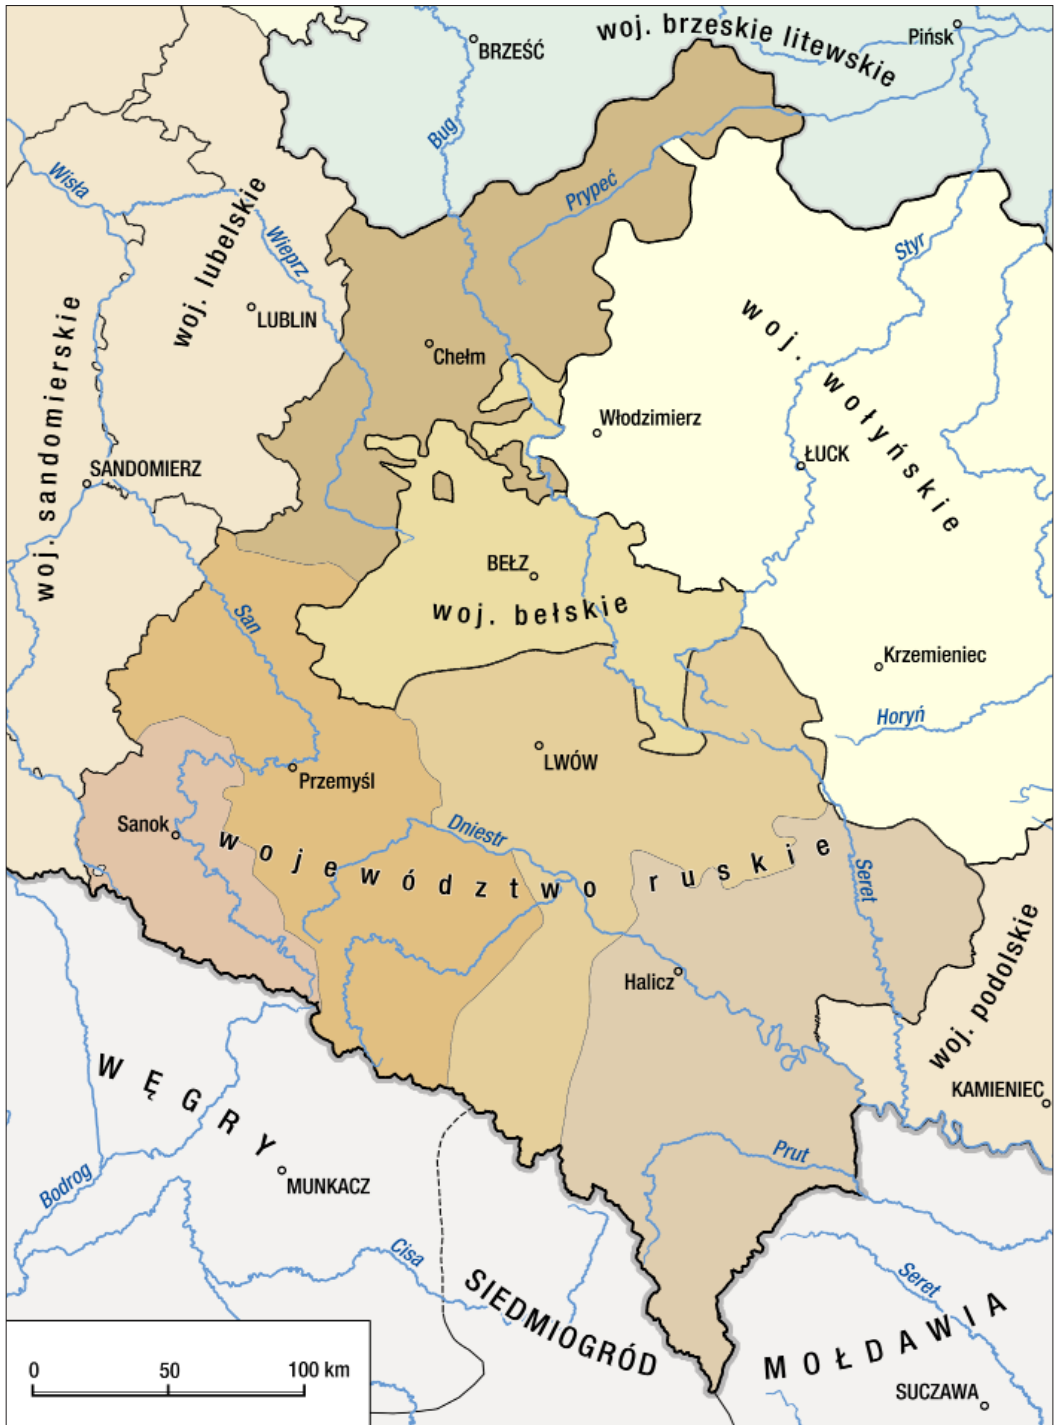 woj. brzeskie litewskie
Pińsk
BRZEŚĆ
Bug
Wisła
Prypeć
woj. lubelskie
Wieprz
Styr
LUBLIN
woj. sandomierskie
Chełm
woj. wołyńskie
Włodzimierz
ŁUCK
SANDOMIERZ
BEŁZ
woj. bełskie
San
Krzemieniec
Horyń
LWÓW
Przemyśl
Sanok
Dniestr
województwo ruskie
Seret
Halicz
woj. podolskie
WĘGRY
KAMIENIEC
Prut
Bodrog
MUNKACZ
Cisa
SIEDMIOGRÓD
Seret
MOŁDAWIA
SUCZAWA
0 50 100 km